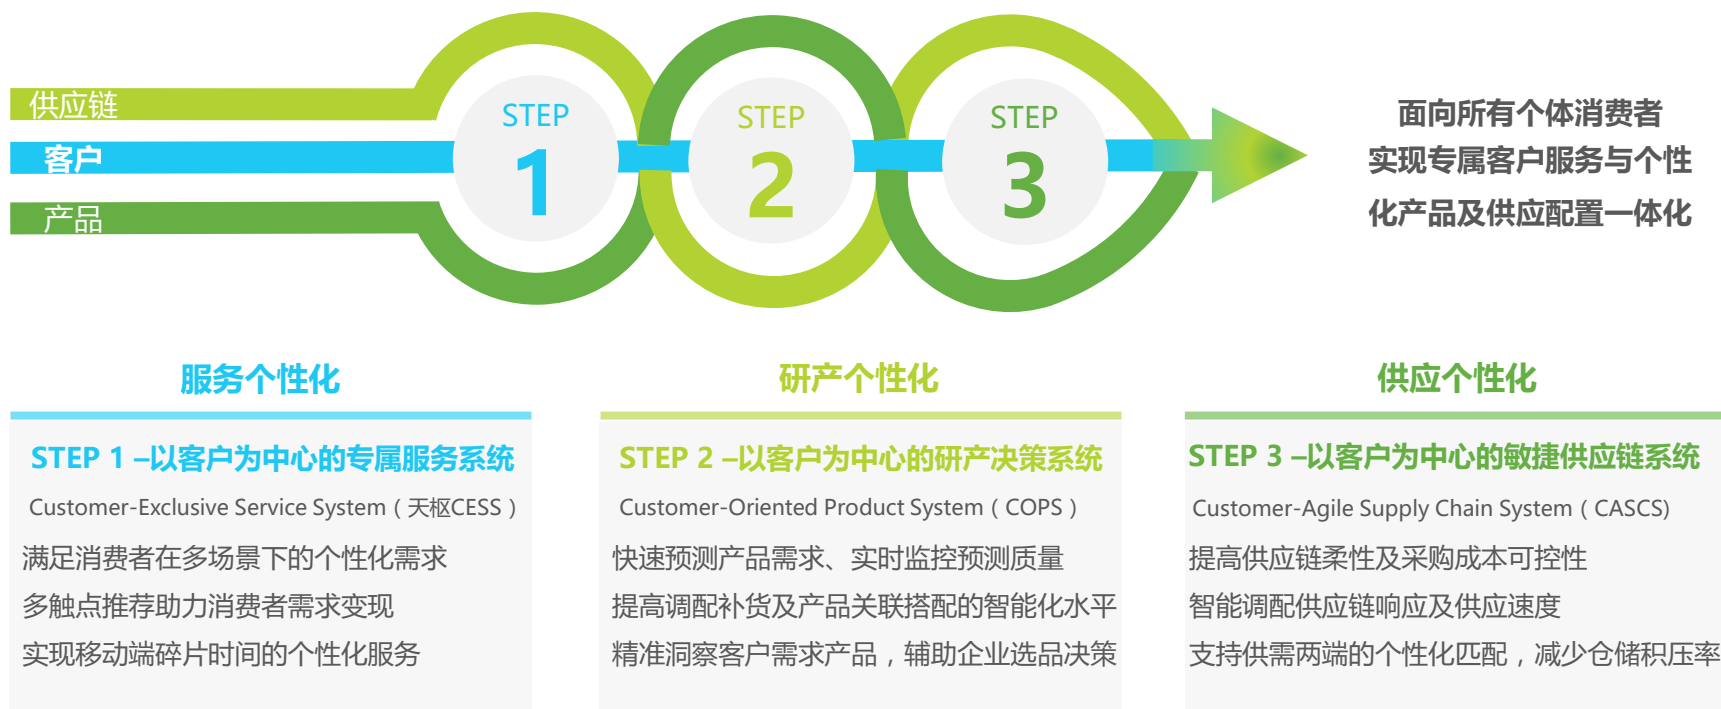 供应链
客户
产品
STEP
1
STEP
2
STEP
3
面向所有个体消费者
实现专属客户服务与个性
化产品及供应配置一体化
服务个性化
STEP 1 –以客户为中心的专属服务系统
Customer-Exclusive Service System（天枢CESS）
满足消费者在多场景下的个性化需求
多触点推荐助力消费者需求变现
实现移动端碎片时间的个性化服务
研产个性化
STEP 2 –以客户为中心的研产决策系统
Customer-Oriented Product System（COPS）
快速预测产品需求、实时监控预测质量
提高调配补货及产品关联搭配的智能化水平
精准洞察客户需求产品，辅助企业选品决策
供应个性化
STEP 3 –以客户为中心的敏捷供应链系统
Customer-Agile Supply Chain System（CASCS)
提高供应链柔性及采购成本可控性
智能调配供应链响应及供应速度
支持供需两端的个性化匹配，减少仓储积压率